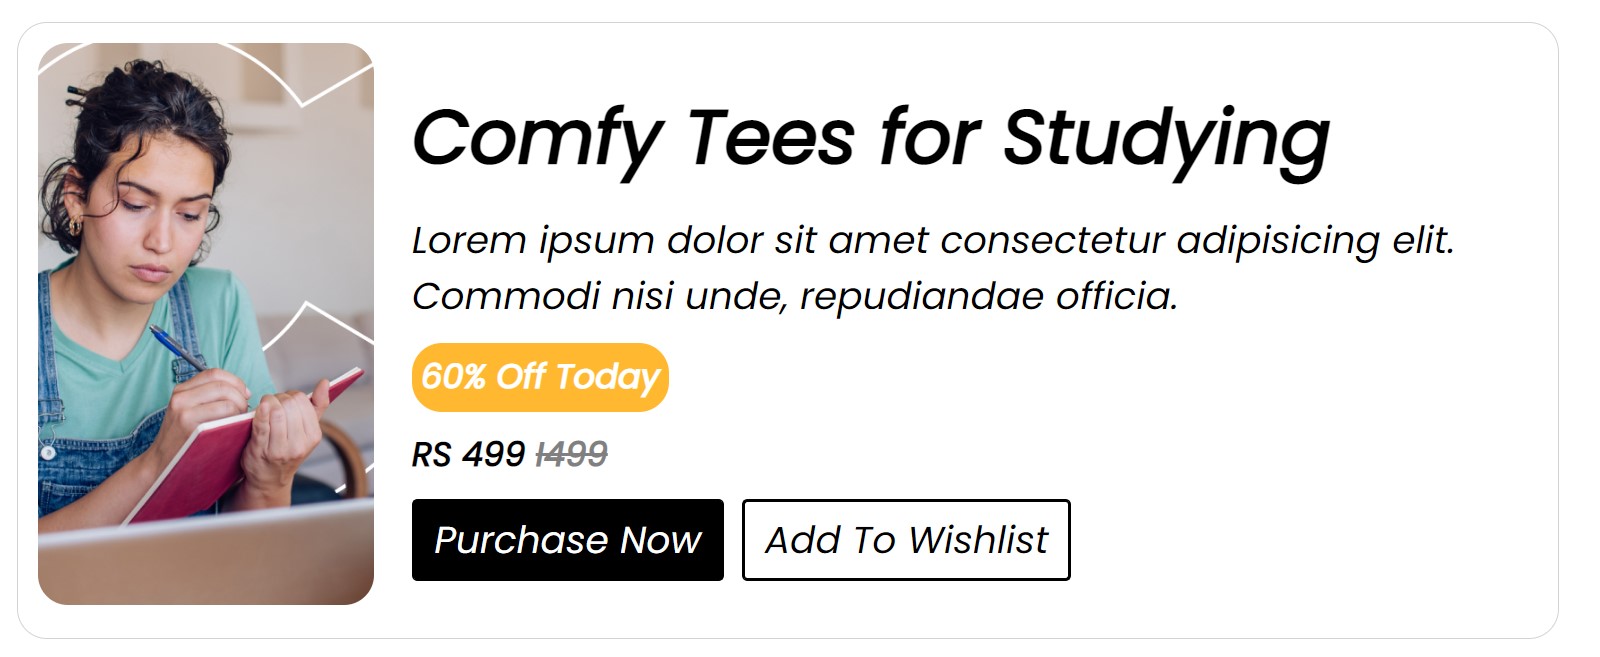 Comfy Tees for Studying
Lorem ipsum dolor sit amet consectetur adipisicing elit.
Commodi nisi unde, repudiandae officia.
60% Off Today
RS 499 1499
Purchase Now Add To Wishlist